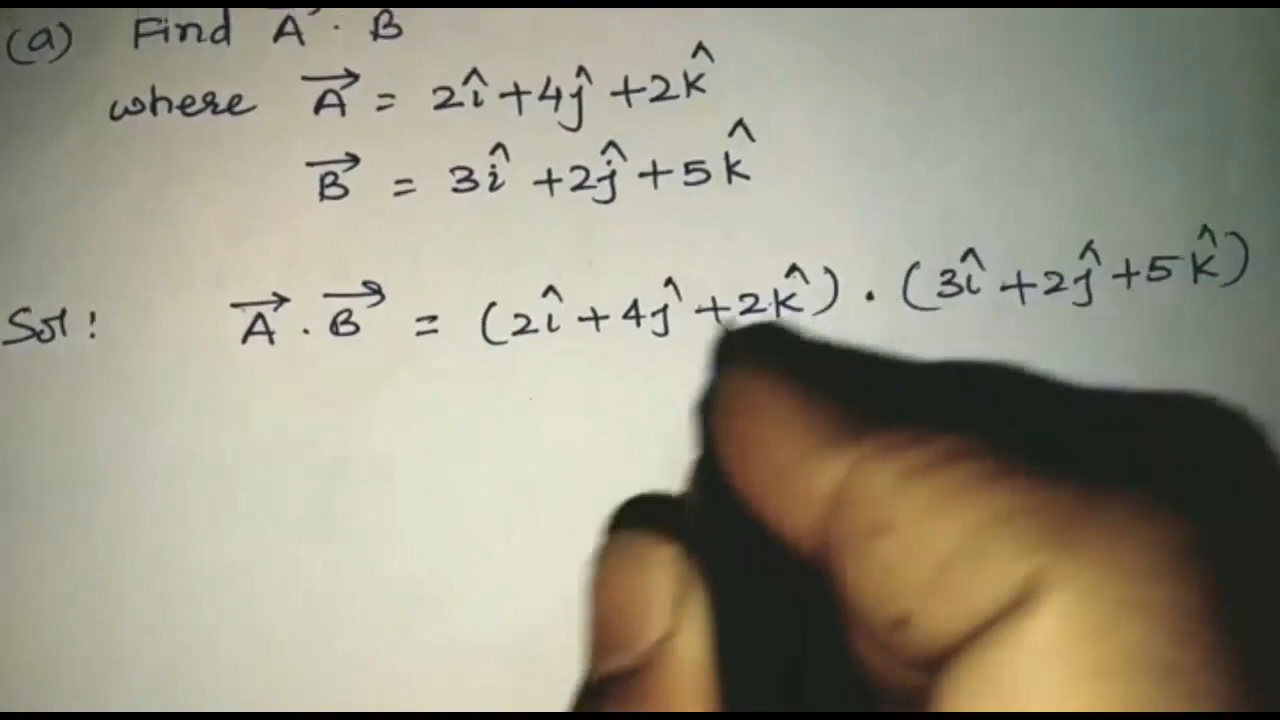 (a) Find A⃗ · B
where A⃗ = 2î + 4ĵ + 2k̂
B⃗ = 3î + 2ĵ + 5k̂
Sol: A⃗ . B⃗ = (2î + 4ĵ + 2k̂) . (3î + 2ĵ + 5k̂)